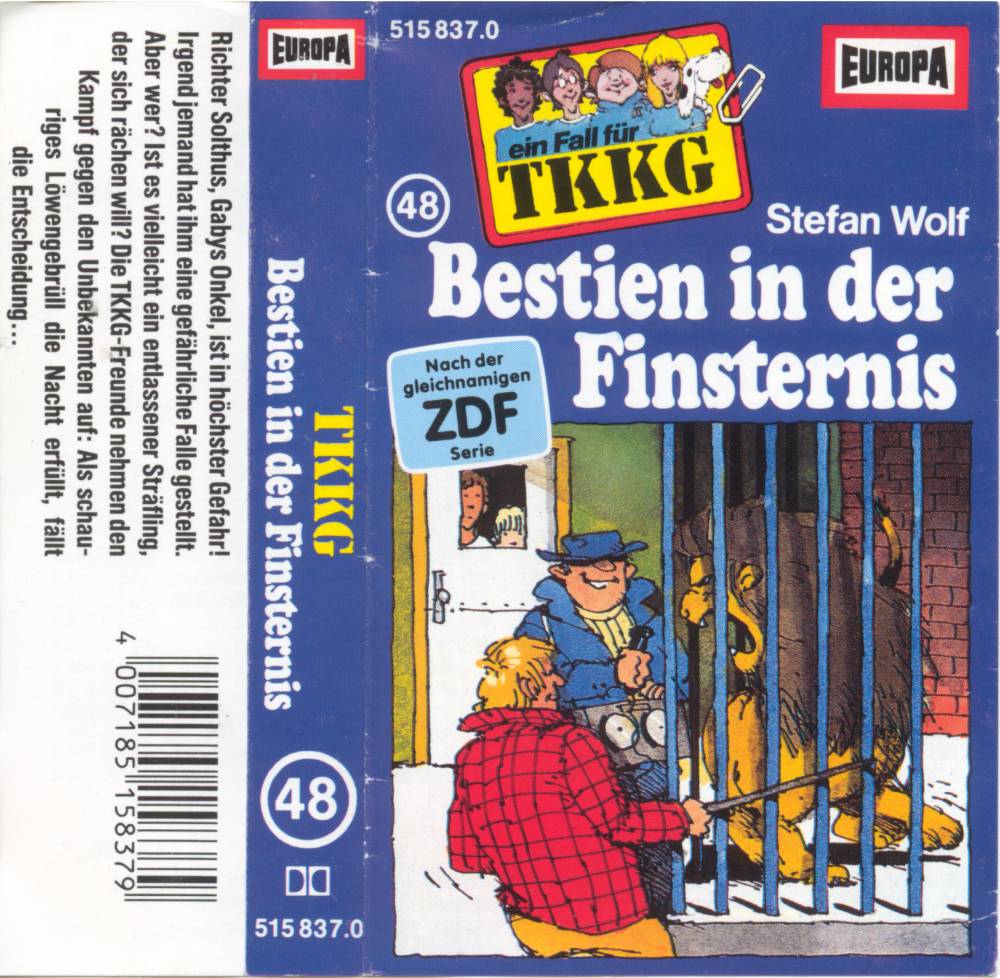 Richter Solthus, Gabys Onkel, ist in höchster Gefahr!
Irgend jemand hat ihm eine gefährliche Falle gestellt.
Aber wer? Ist es vielleicht ein entlassener Sträfling,
der sich rächen will? Die TKKG-Freunde nehmen den
Kampf gegen den Unbekannten auf: Als schau-
riges Löwengebrüll die Nacht erfüllt, fällt
die Entscheidung...
4 007185 158379
EUROPA
TKKG
Bestien in der Finsternis
48
515 837.0
515 837.0
ein Fall für
TKKG
EUROPA
48
Stefan Wolf
Bestien in der
Finsternis
Nach der
gleichnamigen
ZDF
Serie